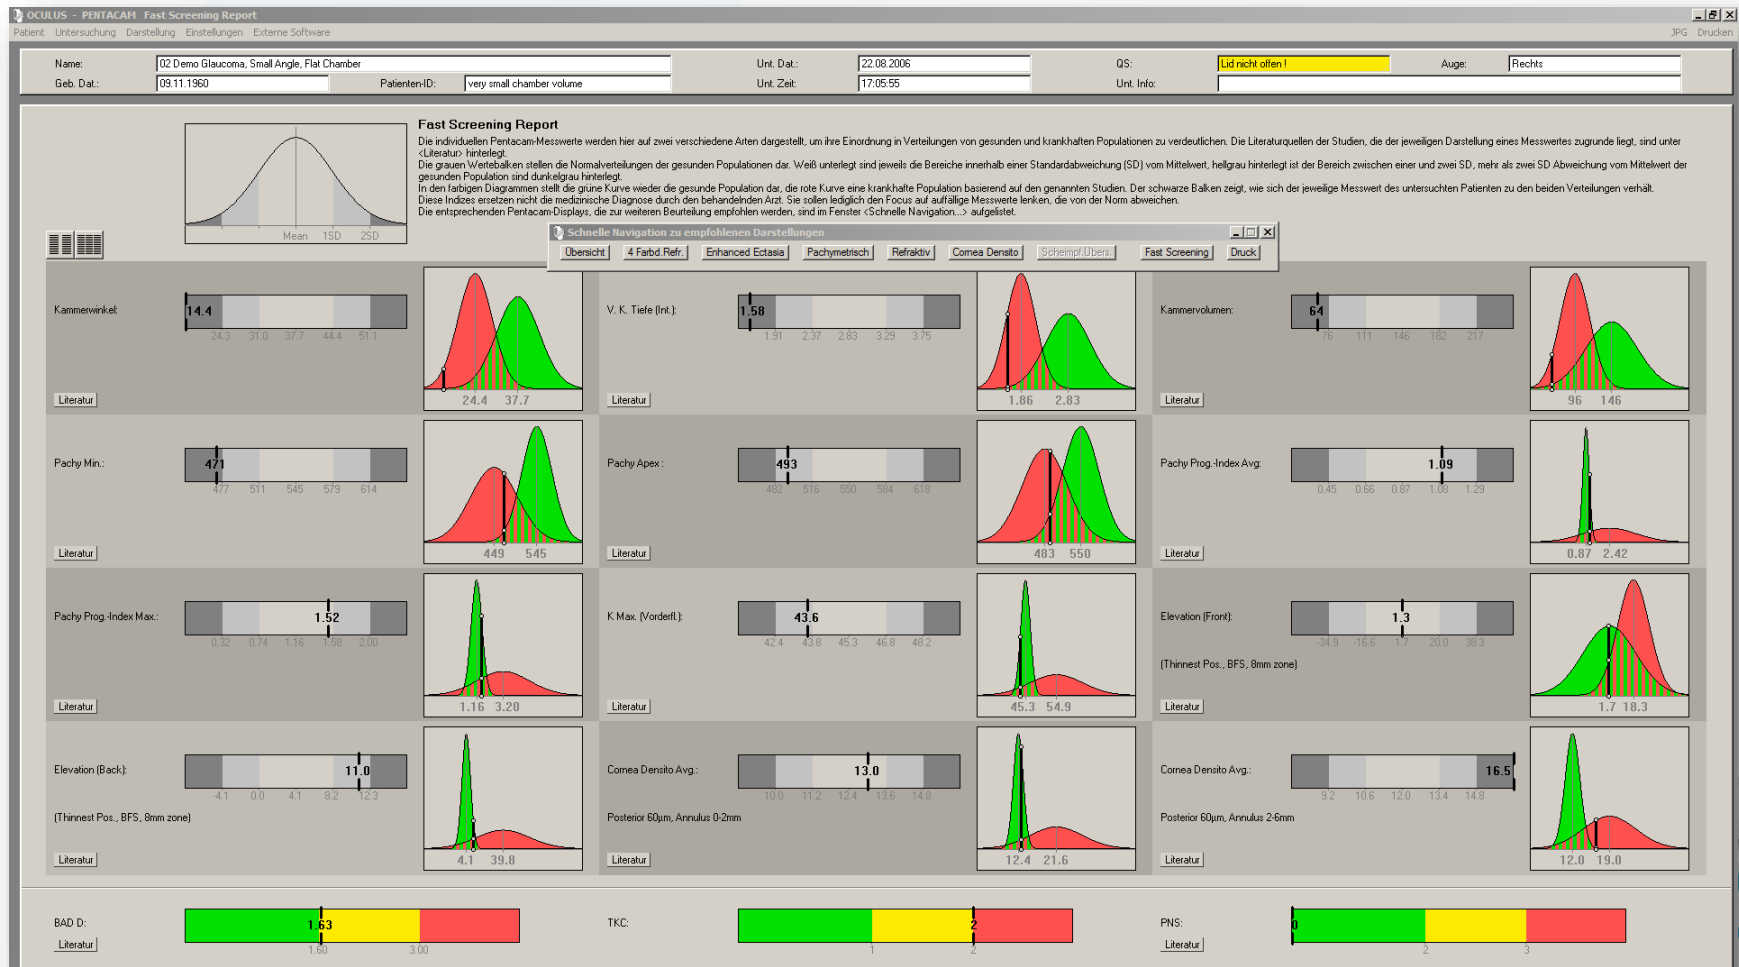 OCULUS - PENTACAM Fast Screening Report
Patient Untersuchung Darstellung Einstellungen Externe Software JPG Drucken
Name: 02 Demo Glaucoma, Small Angle, Flat Chamber Unt. Dat.: 22.08.2006 QS: Lid nicht offen ! Auge: Rechts
Geb. Dat.: 09.11.1960 Patienten-ID: very small chamber volume Unt. Zeit: 17:05:55 Unt. Info:
Fast Screening Report
Die individuellen Pentacam-Messwerte werden hier auf zwei verschiedene Arten dargestellt, um ihre Einordnung in Verteilungen von gesunden und krankhaften Populationen zu verdeutlichen. Die Literaturquellen der Studien, die der jeweiligen Darstellung eines Messwertes zugrunde liegt, sind unter
<Literatur> hinterlegt.
Die grauen Wertebalken stellen die Normalverteilungen der gesunden Populationen dar. Weiß unterlegt sind jeweils die Bereiche innerhalb einer Standardabweichung (SD) vom Mittelwert, hellgrau hinterlegt ist der Bereich zwischen einer und zwei SD, mehr als zwei SD Abweichung vom Mittelwert der
gesunden Population sind dunkelgrau hinterlegt.
In den farbigen Diagrammen stellt die grüne Kurve wieder die gesunde Population dar, die rote Kurve eine krankhafte Population basierend auf den genannten Studien. Der schwarze Balken zeigt, wie sich der jeweilige Messwert des untersuchten Patienten zu den beiden Verteilungen verhält.
Diese Indizes ersetzen nicht die medizinische Diagnose durch den behandelnden Arzt. Sie sollen lediglich den Focus auf auffällige Messwerte lenken, die von der Norm abweichen.
Die entsprechenden Pentacam-Displays, die zur weiteren Beurteilung empfohlen werden, sind im Fenster <Schnelle Navigation...> aufgelistet.
Mean 1SD 2SD
Schnelle Navigation zu empfohlenen Darstellungen
Übersicht 4 Farbd.Refr. Enhanced Ectasia Pachymetrisch Refraktiv Cornea Densito Scheimpf.Übers. Fast Screening Druck
Kammerwinkel: 14.4
24.3 31.0 37.7 44.4 51.1
Literatur
24.4 37.7
V. K. Tiefe (Int.): 1.58
1.91 2.37 2.83 3.29 3.75
Literatur
1.86 2.83
Kammervolumen: 64
76 111 146 182 217
Literatur
96 146
Pachy Min.: 471
477 511 545 579 614
Literatur
449 545
Pachy Apex : 493
482 516 550 584 618
Literatur
483 550
Pachy Prog.-Index Avg: 1.09
0.45 0.66 0.87 1.08 1.29
Literatur
0.87 2.42
Pachy Prog.-Index Max.: 1.52
0.32 0.74 1.16 1.58 2.00
Literatur
1.16 3.20
K Max. (Vorderfl.): 43.6
42.4 43.8 45.3 46.8 48.2
Literatur
45.3 54.9
Elevation (Front): 1.3
-34.9 -16.6 1.7 20.0 38.3
(Thinnest Pos., BFS, 8mm zone)
Literatur
1.7 18.3
Elevation (Back): 11.0
-4.1 0.0 4.1 8.2 12.3
(Thinnest Pos., BFS, 8mm zone)
Literatur
4.1 39.8
Cornea Densito Avg.: 13.0
10.0 11.2 12.4 13.6 14.8
Posterior 60µm, Annulus 0-2mm
Literatur
12.4 21.6
Cornea Densito Avg.: 16.5
9.2 10.6 12.0 13.4 14.8
Posterior 60µm, Annulus 2-6mm
Literatur
12.0 19.0
BAD D: 1.63
1.60 3.00
Literatur
TKC: 2
1 2
PNS: 0
2 3
Literatur